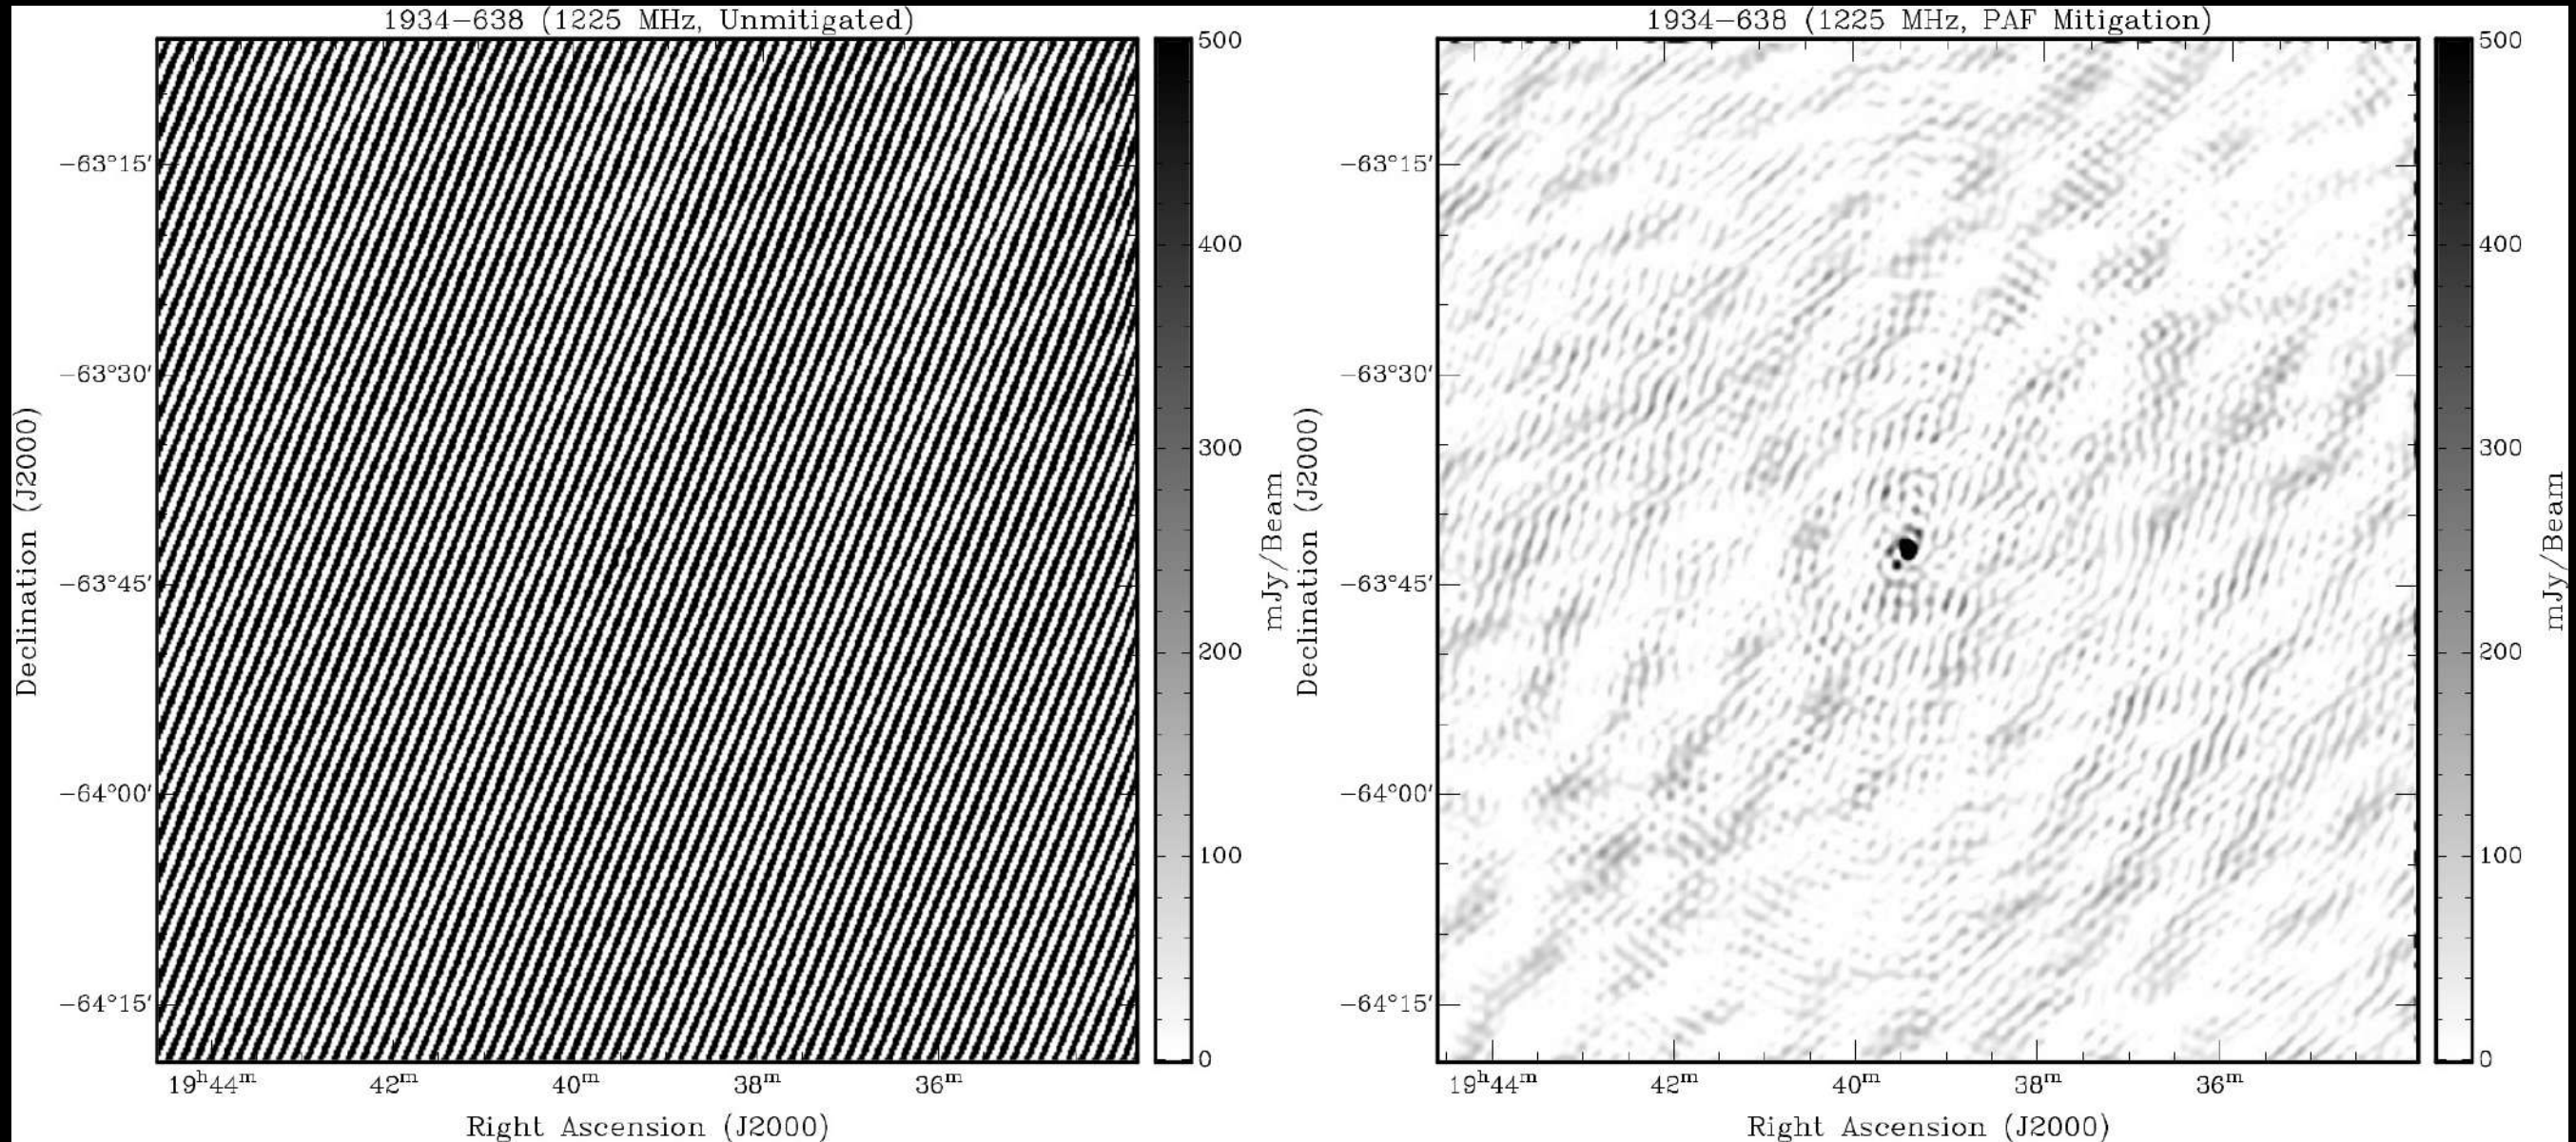 1934−638 (1225 MHz, Unmitigated)
Declination (J2000)
−63°15′
−63°30′
−63°45′
−64°00′
−64°15′
19ʰ44ᵐ
42ᵐ
40ᵐ
38ᵐ
36ᵐ
Right Ascension (J2000)
500
400
300
200
100
0
mJy/Beam
1934−638 (1225 MHz, PAF Mitigation)
Declination (J2000)
−63°15′
−63°30′
−63°45′
−64°00′
−64°15′
19ʰ44ᵐ
42ᵐ
40ᵐ
38ᵐ
36ᵐ
Right Ascension (J2000)
500
400
300
200
100
0
mJy/Beam